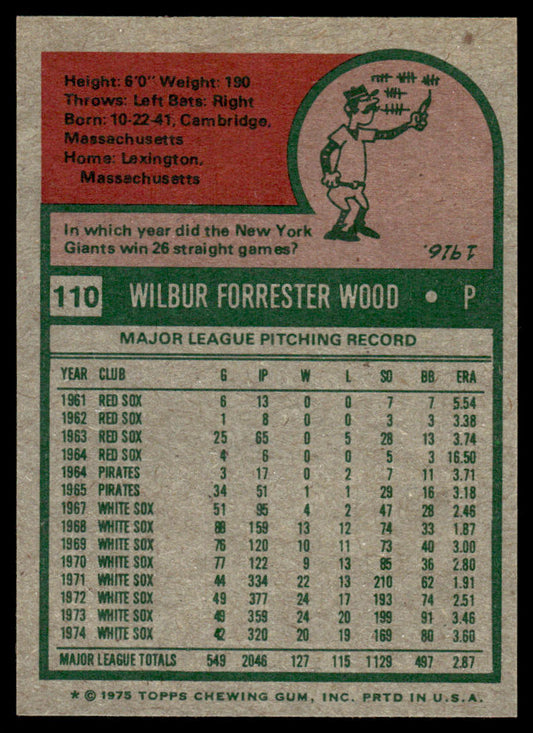 Height: 6'0" Weight: 190
Throws: Left Bats: Right
Born: 10-22-41, Cambridge,
Massachusetts
Home: Lexington,
Massachusetts
In which year did the New York
Giants win 26 straight games?
1916.
110 WILBUR FORRESTER WOOD • P
MAJOR LEAGUE PITCHING RECORD
YEAR CLUB G IP W L SO BB ERA
1961 RED SOX 6 13 0 0 7 7 5.54
1962 RED SOX 1 8 0 0 3 3 3.38
1963 RED SOX 25 65 0 5 28 13 3.74
1964 RED SOX 4 6 0 0 5 3 16.50
1964 PIRATES 3 17 0 2 7 11 3.71
1965 PIRATES 34 51 1 1 29 16 3.18
1967 WHITE SOX 51 95 4 2 47 28 2.46
1968 WHITE SOX 88 159 13 12 74 33 1.87
1969 WHITE SOX 76 120 10 11 73 40 3.00
1970 WHITE SOX 77 122 9 13 85 36 2.80
1971 WHITE SOX 44 334 22 13 210 62 1.91
1972 WHITE SOX 49 377 24 17 193 74 2.51
1973 WHITE SOX 49 359 24 20 199 91 3.46
1974 WHITE SOX 42 320 20 19 169 80 3.60
MAJOR LEAGUE TOTALS 549 2046 127 115 1129 497 2.87
* © 1975 TOPPS CHEWING GUM, INC. PRTD IN U.S.A.